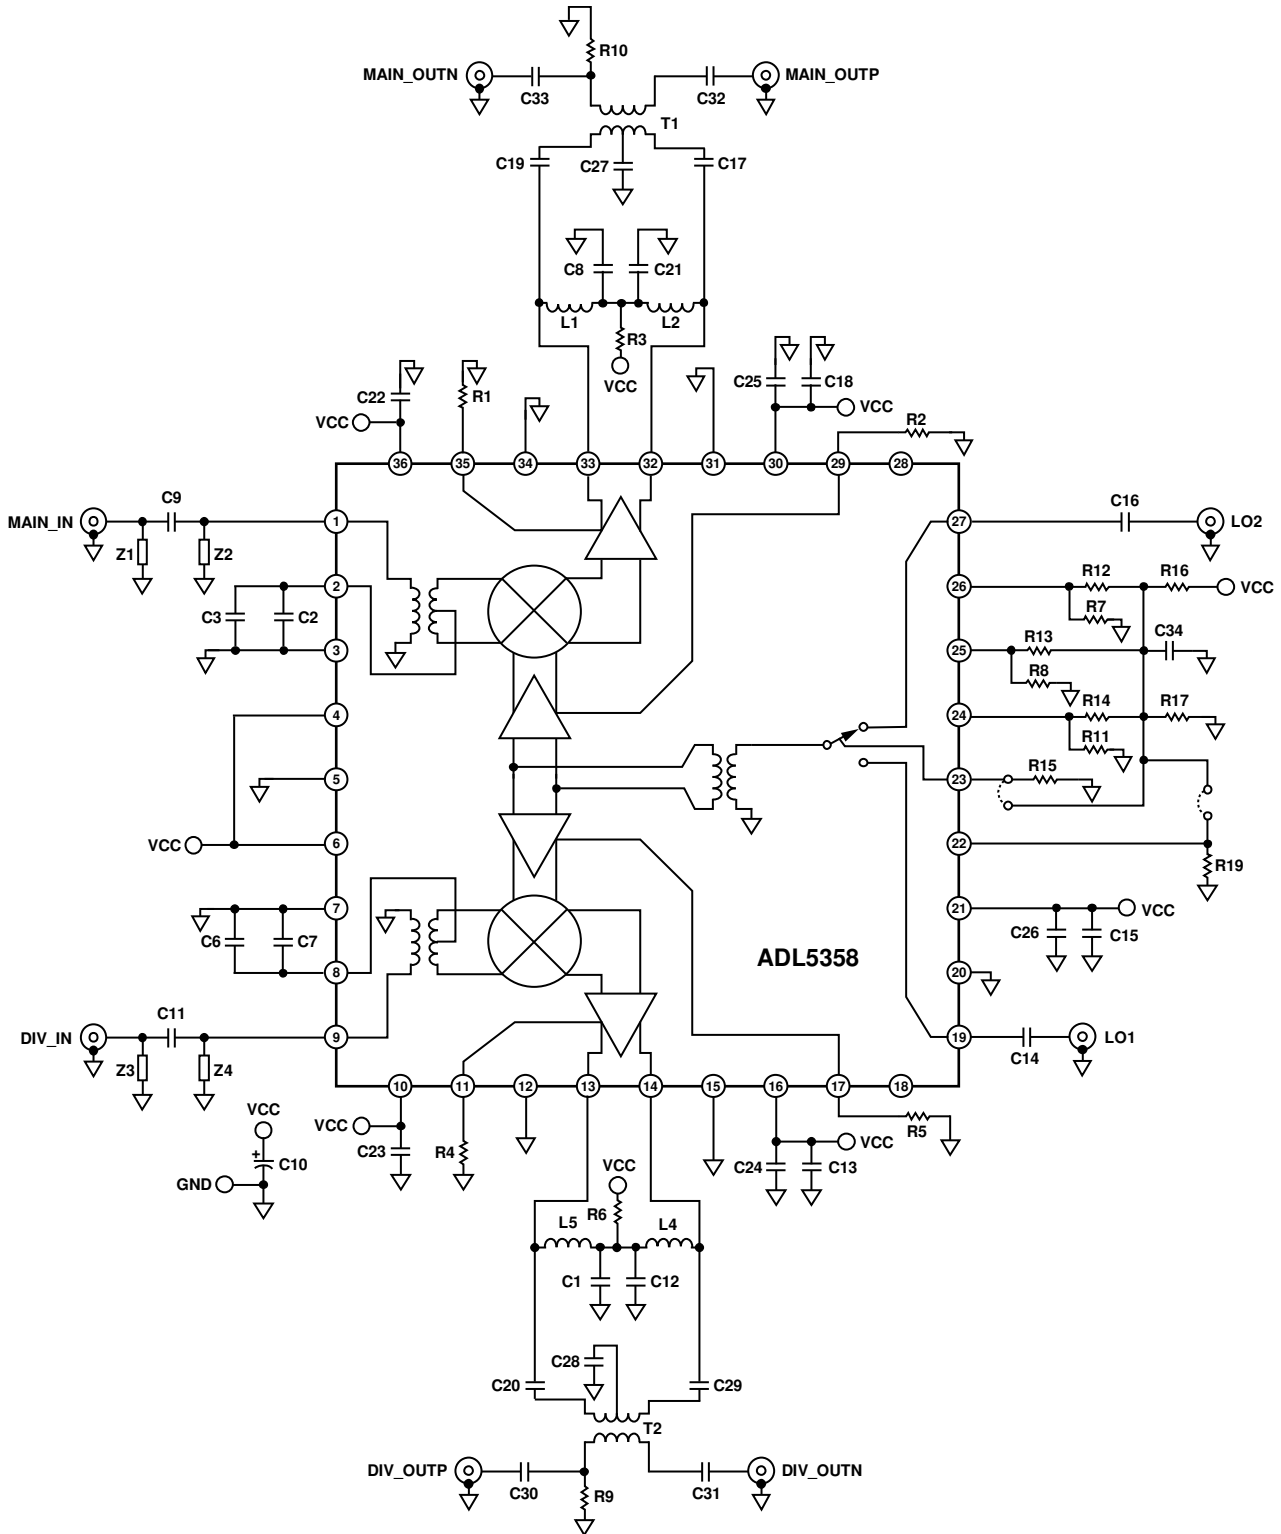 R10
MAIN_OUTN
MAIN_OUTP
C33
C32
T1
C19
C27
C17
C8
C21
L1
L2
R3
VCC
C22
VCC
R1
C25
C18
VCC
R2
36
35
34
33
32
31
30
29
28
MAIN_IN
C9
Z1
Z2
1
27
C16
LO2
2
C3
C2
26
R12
R16
VCC
R7
3
25
R13
C34
R8
4
24
R14
R17
R11
5
23
R15
VCC
6
22
R19
7
C6
C7
21
VCC
C26
C15
ADL5358
8
20
DIV_IN
C11
Z3
Z4
9
19
C14
LO1
10
11
12
13
14
15
16
17
18
VCC
C10
GND
VCC
C23
R4
VCC
C24
C13
R5
VCC
R6
L5
L4
C1
C12
C28
C20
C29
T2
DIV_OUTP
DIV_OUTN
C30
R9
C31